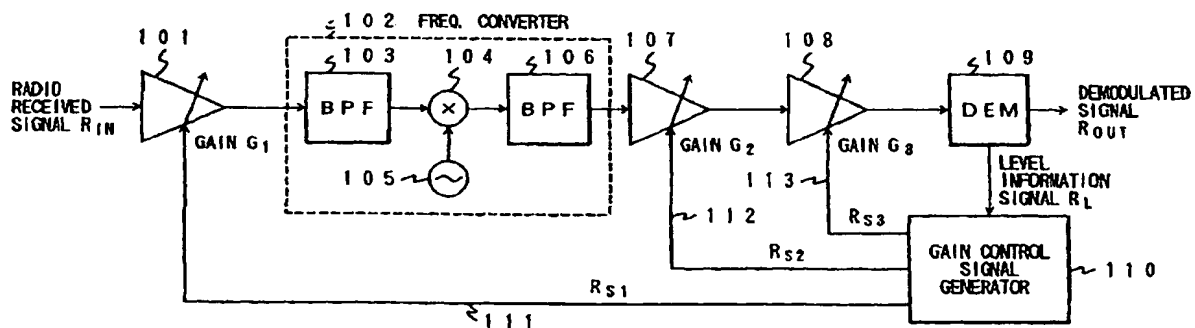 102 FREQ. CONVERTER
101
103
104
106
107
108
109
RADIO
RECEIVED
SIGNAL RIN
BPF
×
BPF
DEM
DEMODULATED
SIGNAL
ROUT
GAIN G1
GAIN G2
GAIN G3
105
113
LEVEL
INFORMATION
SIGNAL RL
112
RS3
RS2
GAIN CONTROL
SIGNAL
GENERATOR
110
RS1
111